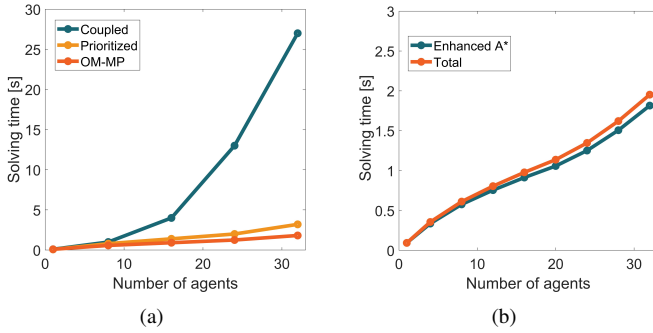 30
25
20
15
10
5
0
0
10
20
30
Solving time [s]
Number of agents
Coupled
Prioritized
OM-MP
(a)
3
2.5
2
1.5
1
0.5
0
0
10
20
30
Solving time [s]
Number of agents
Enhanced A*
Total
(b)